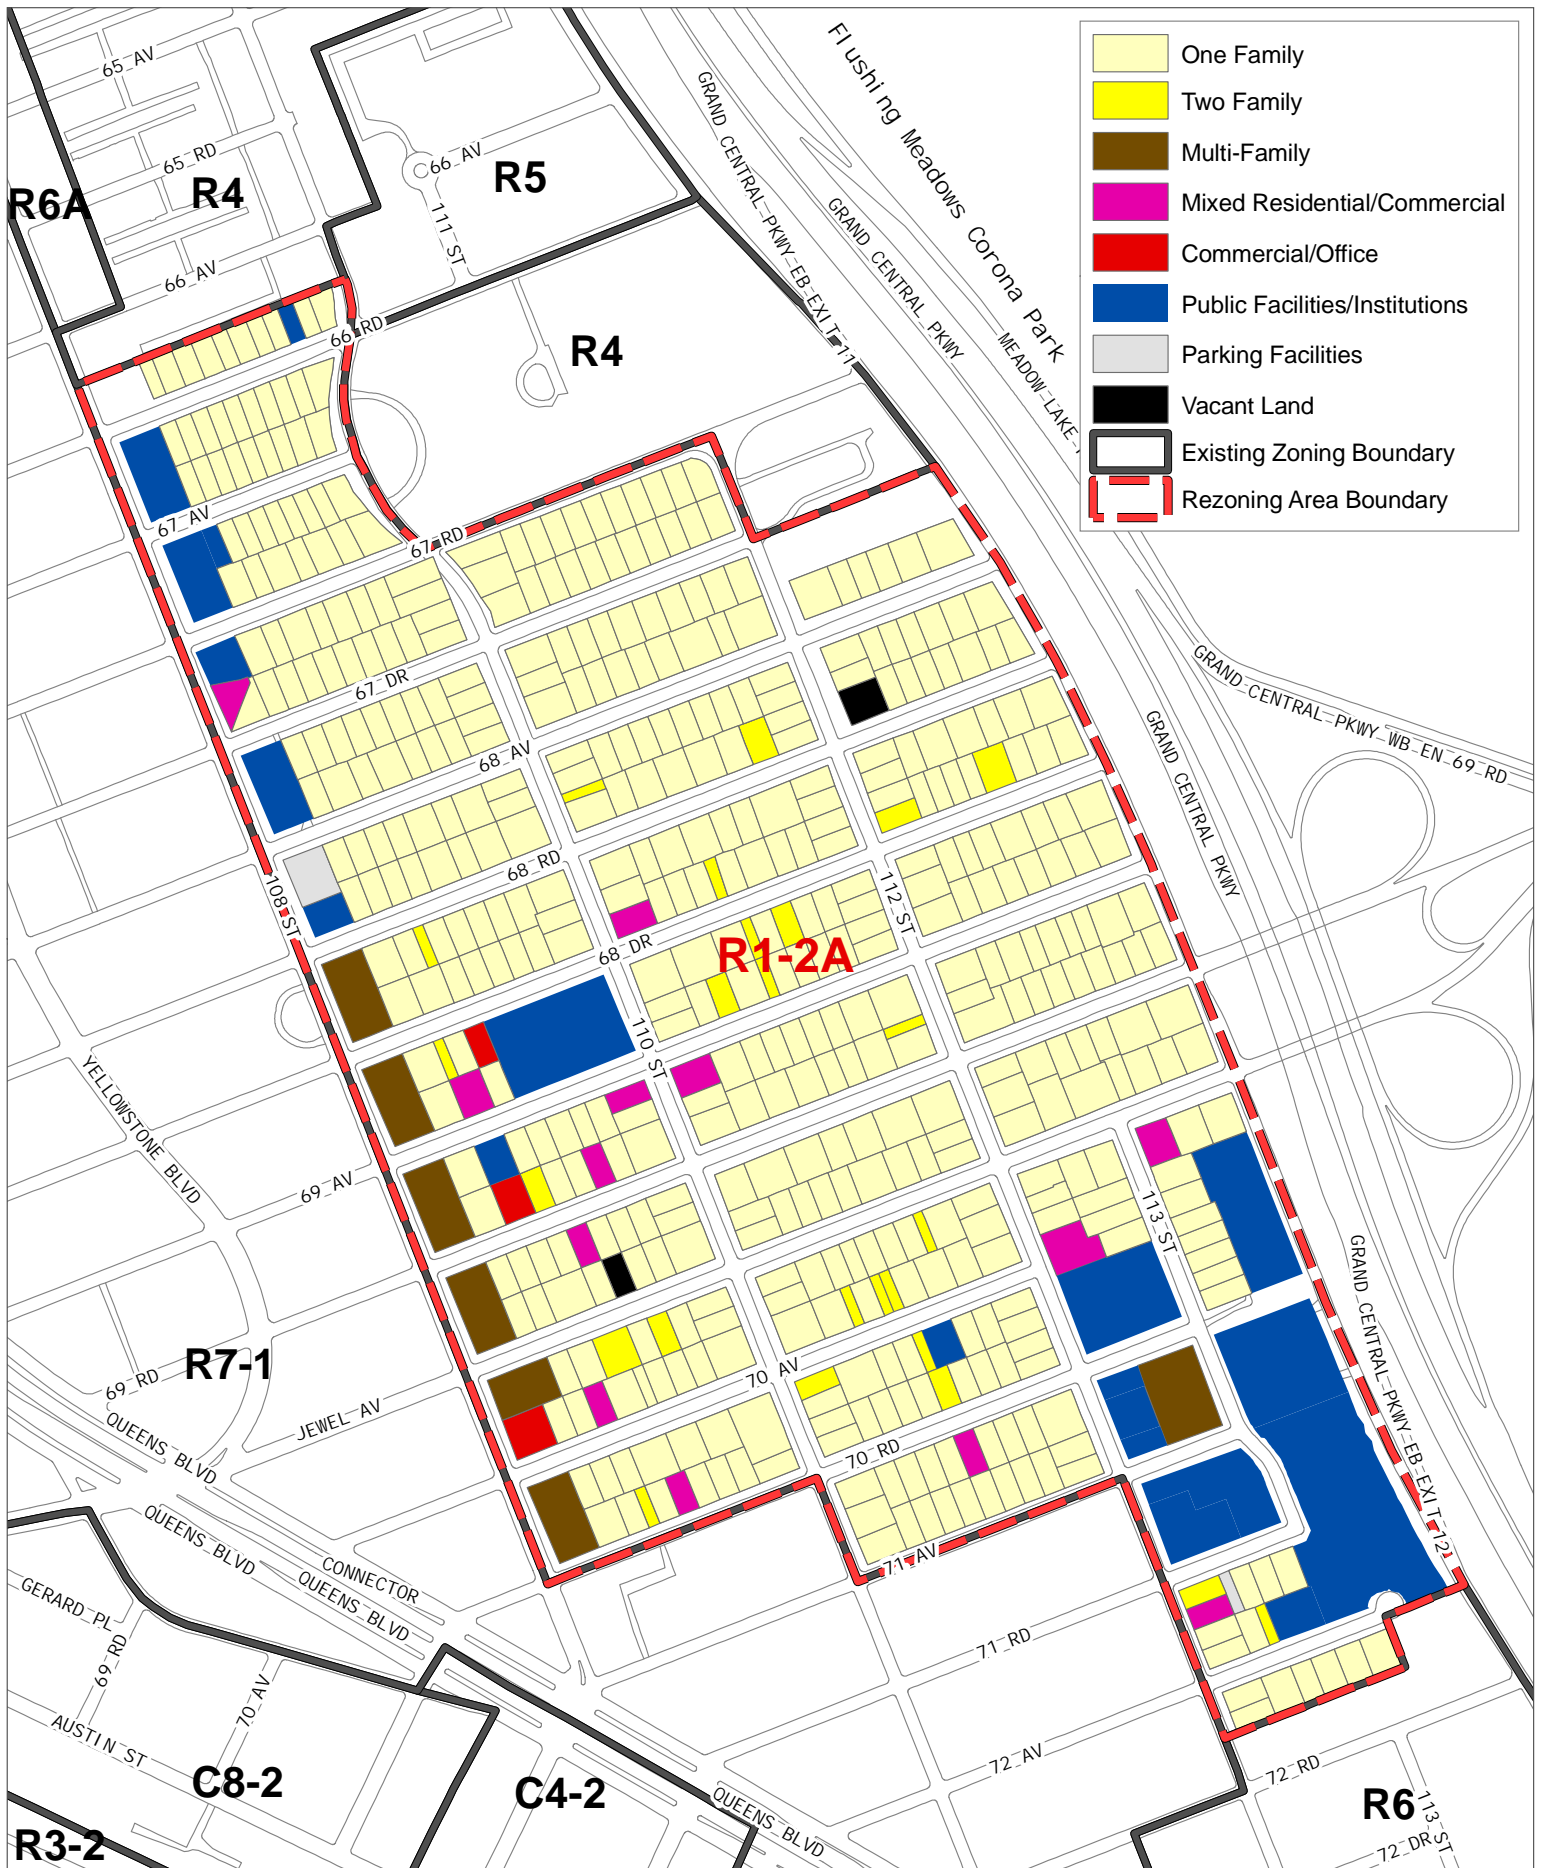 One Family
Two Family
Multi-Family
Mixed Residential/Commercial
Commercial/Office
Public Facilities/Institutions
Parking Facilities
Vacant Land
Existing Zoning Boundary
Rezoning Area Boundary
Flushing Meadows Corona Park
65 AV
GRAND CENTRAL PKWY EB EXIT 11
65 RD
66 AV
R5
R4
R6A
111 ST
GRAND CENTRAL PKWY
66 AV
66 RD
R4
MEADOW LAKE
67 AV
67 RD
67 DR
GRAND CENTRAL PKWY WB EN 69 RD
68 AV
GRAND CENTRAL PKWY
68 RD
108 ST
112 ST
68 DR
R1-2A
110 ST
YELLOWSTONE BLVD
69 AV
113 ST
GRAND CENTRAL PKWY EB EXIT 12
R7-1
69 RD
70 AV
JEWEL AV
QUEENS BLVD
70 RD
QUEENS BLVD
71 AV
CONNECTOR
QUEENS BLVD
GERARD PL
69 RD
71 RD
70 AV
AUSTIN ST
72 AV
72 RD
C8-2
C4-2
QUEENS BLVD
R6
113 ST
R3-2
72 DR